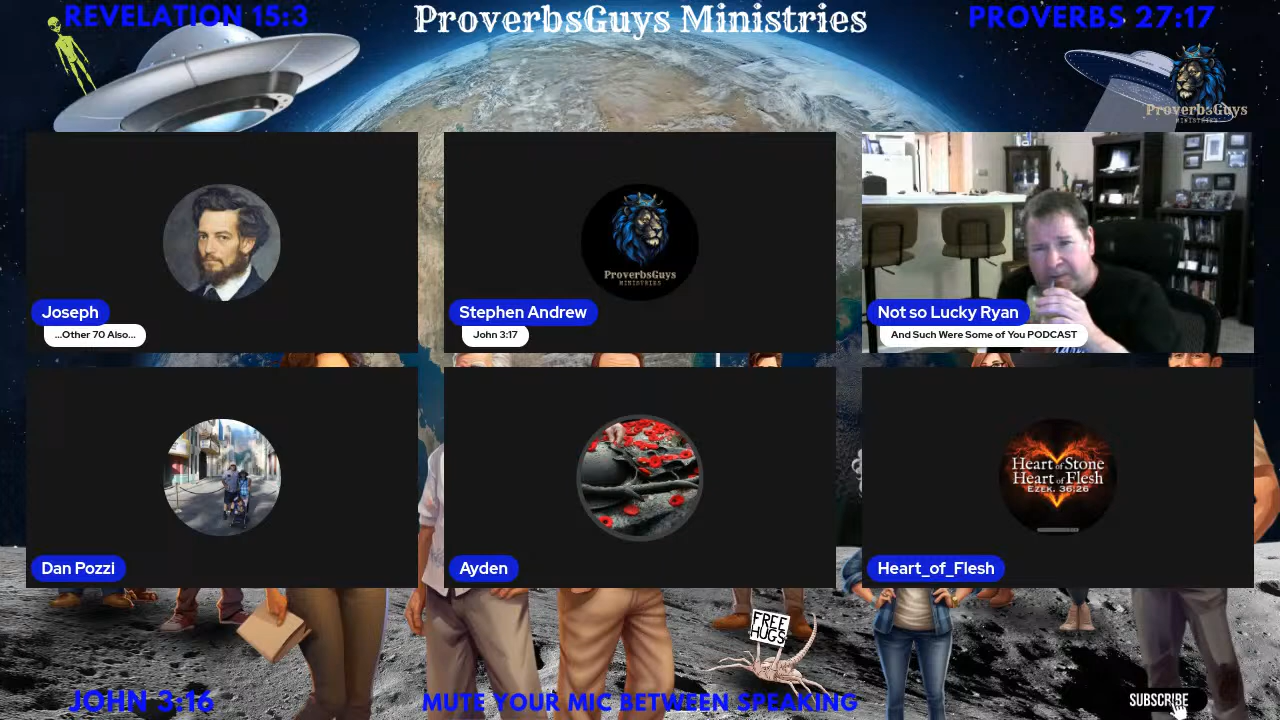 REVELATION 15:3
ProverbsGuys Ministries
PROVERBS 27:17
ProverbsGuys
MINISTRIES
Joseph
...Other 70 Also...
ProverbsGuys
MINISTRIES
Stephen Andrew
John 3:17
Not so Lucky Ryan
And Such Were Some of You PODCAST
Dan Pozzi
Ayden
Heart of Stone
Heart of Flesh
EZEK. 36:26
Heart_of_Flesh
FREE
HUGS
JOHN 3:16
MUTE YOUR MIC BETWEEN SPEAKING
SUBSCRIBE